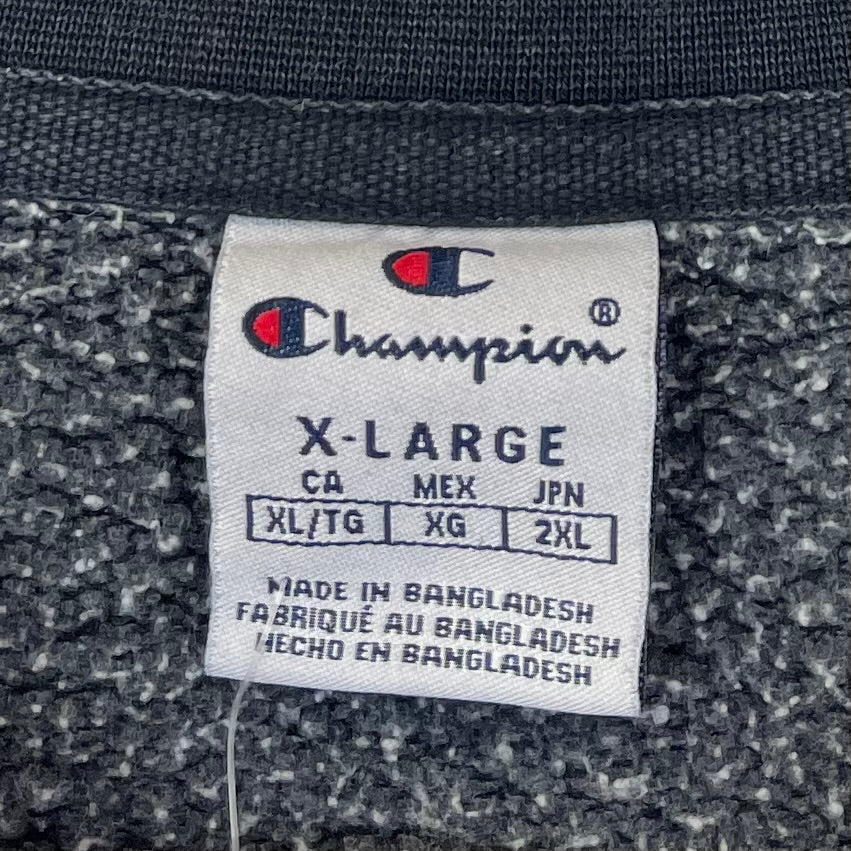 C
Champion®
X-LARGE
CA MEX JPN
XL/TG XG 2XL
MADE IN BANGLADESH
FABRIQUÉ AU BANGLADESH
HECHO EN BANGLADESH